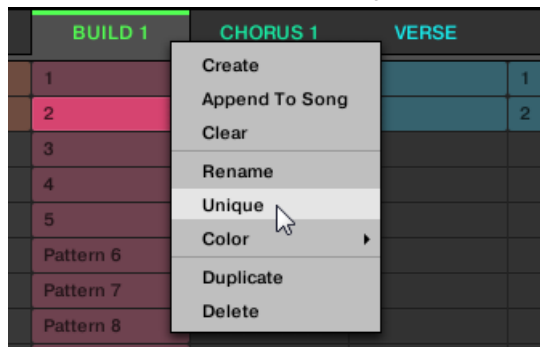 BUILD 1 CHORUS 1 VERSE
1 1
2 2
3
4
5
Pattern 6
Pattern 7
Pattern 8
Create
Append To Song
Clear
Rename
Unique
Color
Duplicate
Delete